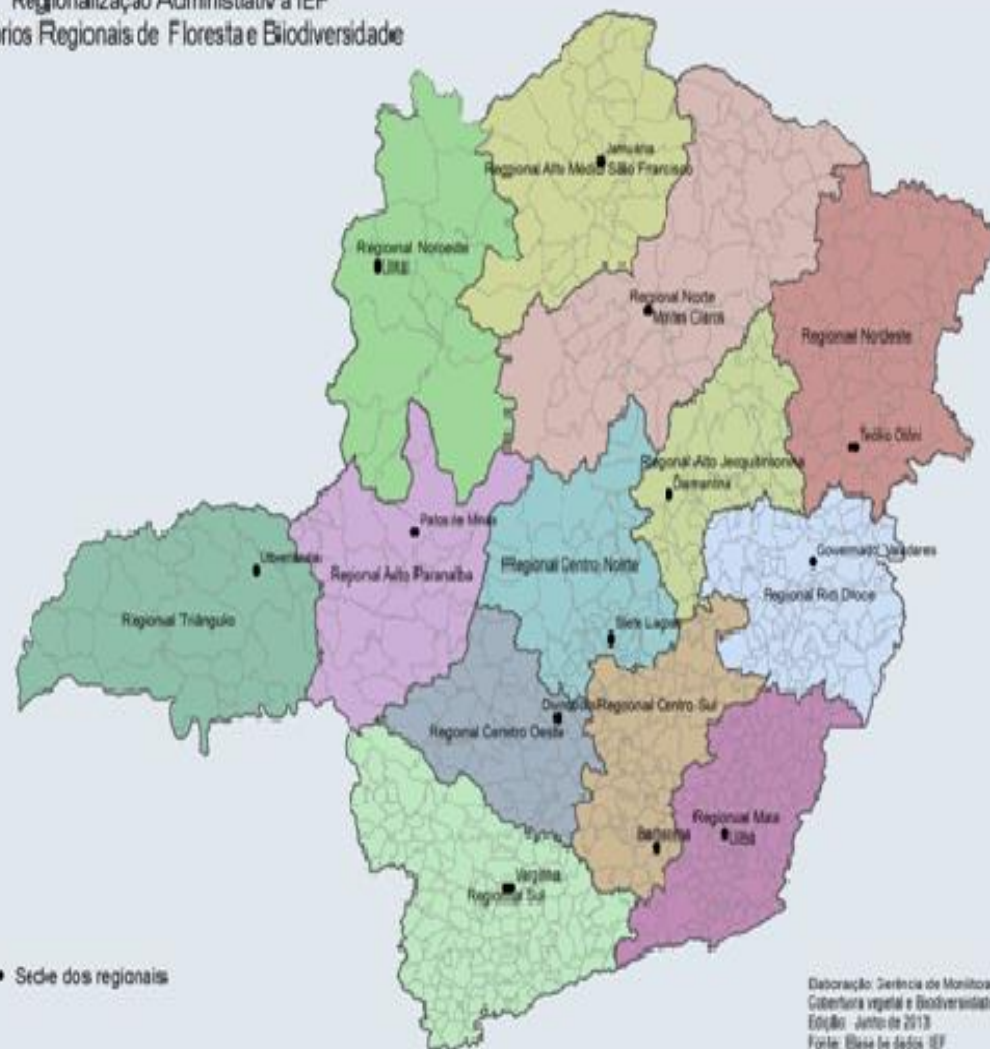 Regionalização Administrativa IEF
órios Regionais de Floresta e Biodiversidade
Januária
Regional Alto Médio São Francisco
Regional Noroeste
Unaí
Regional Norte
Montes Claros
Regional Nordeste
Teófilo Otôni
Regional Alto Jequitinhonha
Diamantina
Patos de Minas
Uberlândia
Regional Alto Paranaíba
Regional Centro Norte
Governador Valadares
Regional Rio Doce
Regional Triângulo
Sete Lagoas
Divinópolis
Regional Centro Sul
Regional Centro Oeste
Regional Mata
Ubá
Barbacena
Varginha
Regional Sul
Sede dos regionais
Elaboração: Gerência de Monitora
Cobertura vegetal e Biodiversidade
Edição: Junho de 2013
Fonte: Base de dados IEF